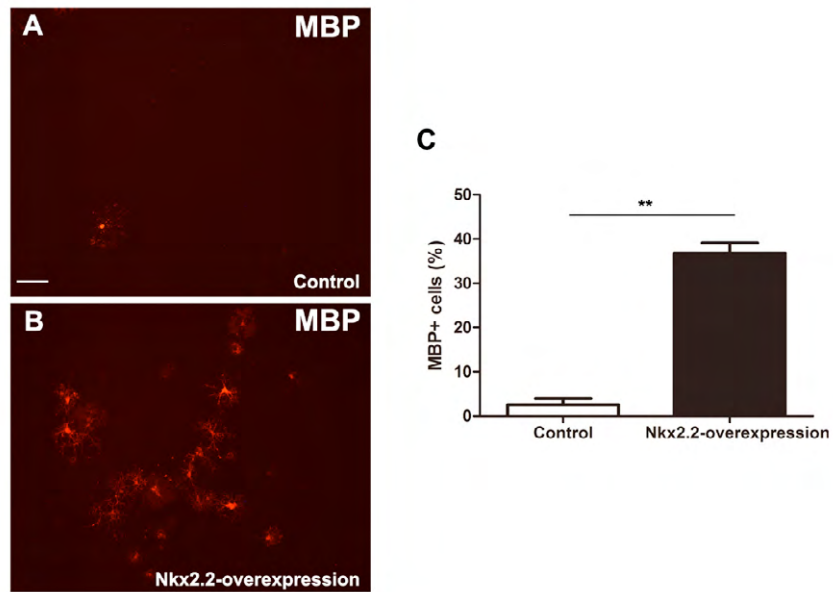 A MBP
Control
B MBP
Nkx2.2-overexpression
C
**
50
40
30
20
10
0
MBP+ cells (%)
Control Nkx2.2-overexpression